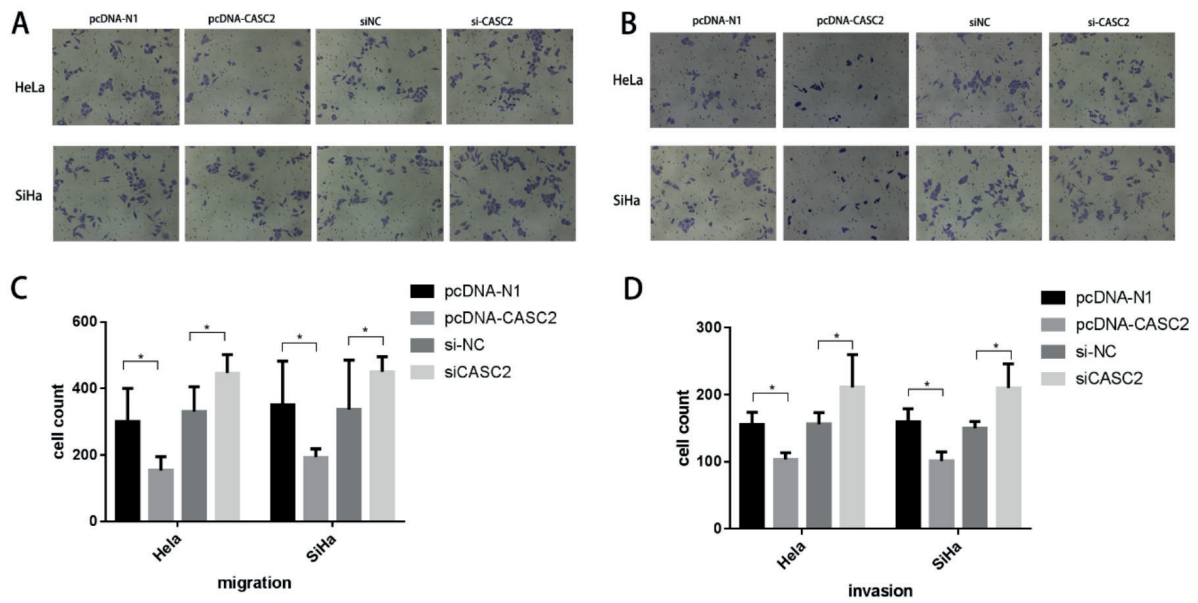 A
pcDNA-N1 pcDNA-CASC2 siNC si-CASC2
HeLa
SiHa
B
pcDNA-N1 pcDNA-CASC2 siNC si-CASC2
HeLa
SiHa
C
pcDNA-N1
pcDNA-CASC2
si-NC
siCASC2
600
400
200
0
cell count
* * * *
Hela SiHa
migration
D
pcDNA-N1
pcDNA-CASC2
si-NC
siCASC2
300
200
100
0
cell count
* * * *
Hela SiHa
invasion